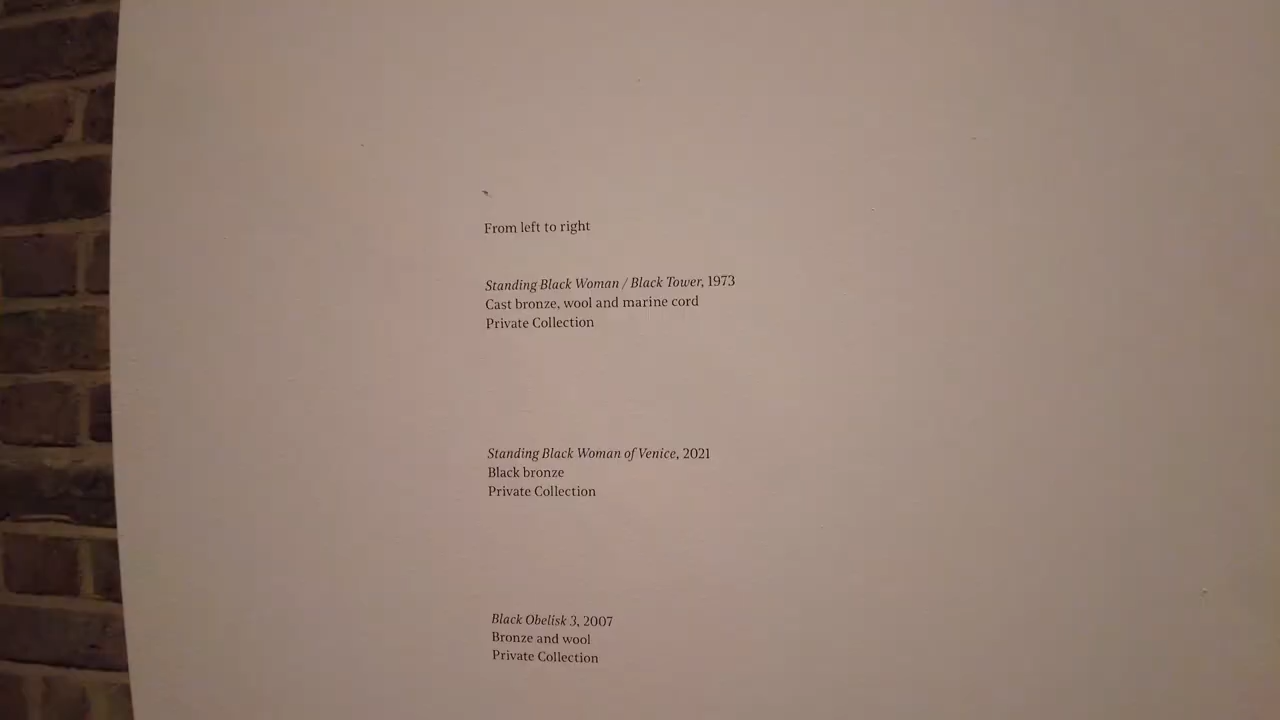 From left to right
Standing Black Woman / Black Tower, 1973
Cast bronze, wool and marine cord
Private Collection
Standing Black Woman of Venice, 2021
Black bronze
Private Collection
Black Obelisk 3, 2007
Bronze and wool
Private Collection